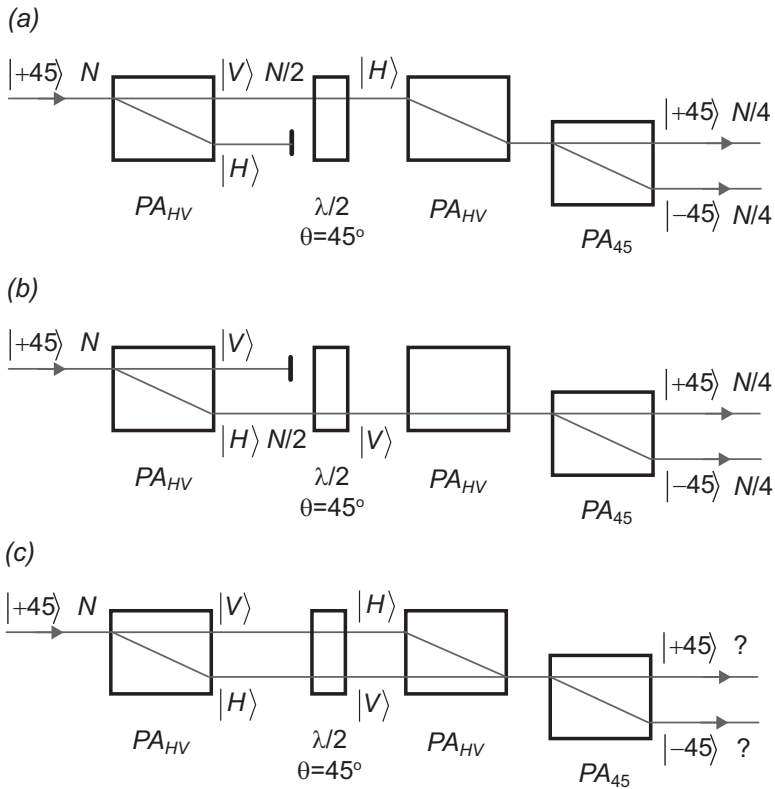 (a)
|+45⟩ N |V⟩ N/2 |H⟩
|+45⟩ N/4
|H⟩
|−45⟩ N/4
PA_HV λ/2 PA_HV
θ=45° PA_45
(b)
|+45⟩ N |V⟩
|+45⟩ N/4
|H⟩ N/2 |V⟩
|−45⟩ N/4
PA_HV λ/2 PA_HV
θ=45° PA_45
(c)
|+45⟩ N |V⟩ |H⟩
|+45⟩ ?
|H⟩ |V⟩
|−45⟩ ?
PA_HV λ/2 PA_HV
θ=45° PA_45